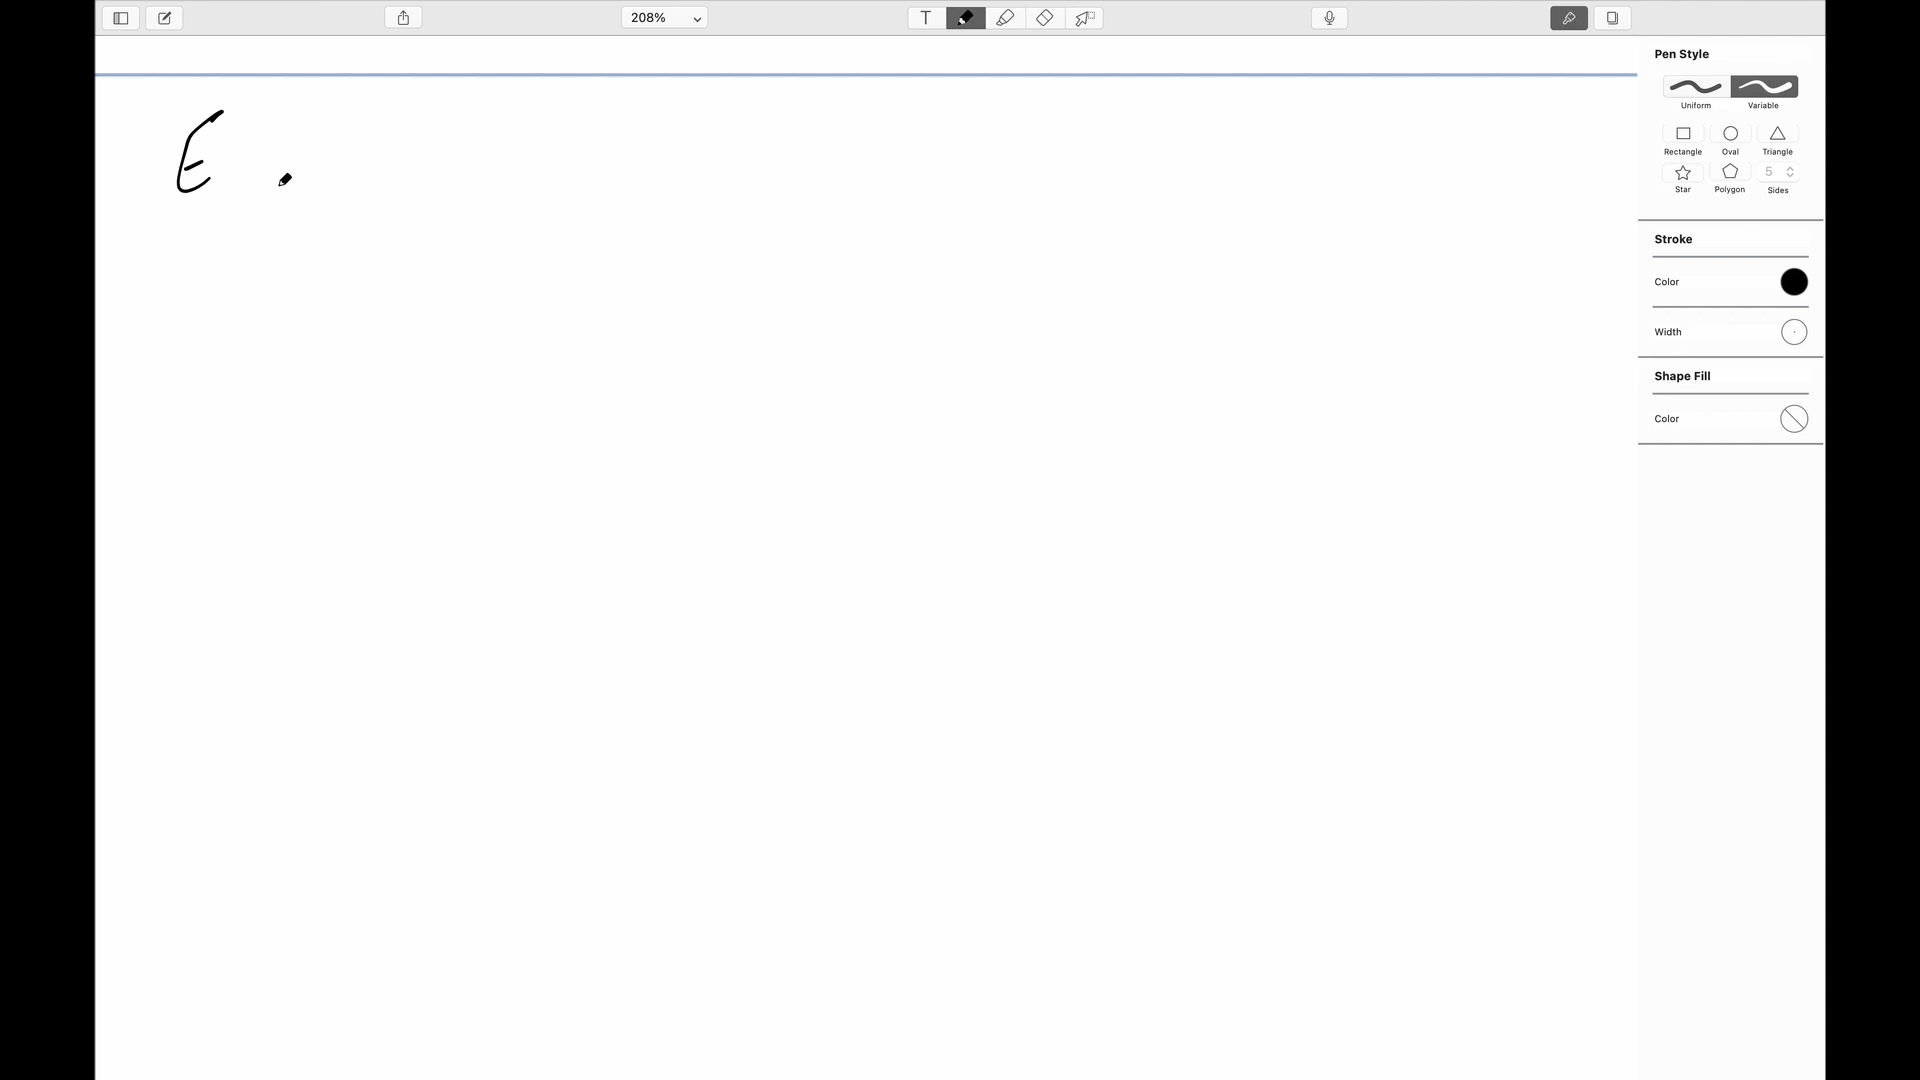 208%
T
Pen Style
Uniform Variable
Rectangle Oval Triangle
5
Star Polygon Sides
Stroke
Color
Width
Shape Fill
Color
E